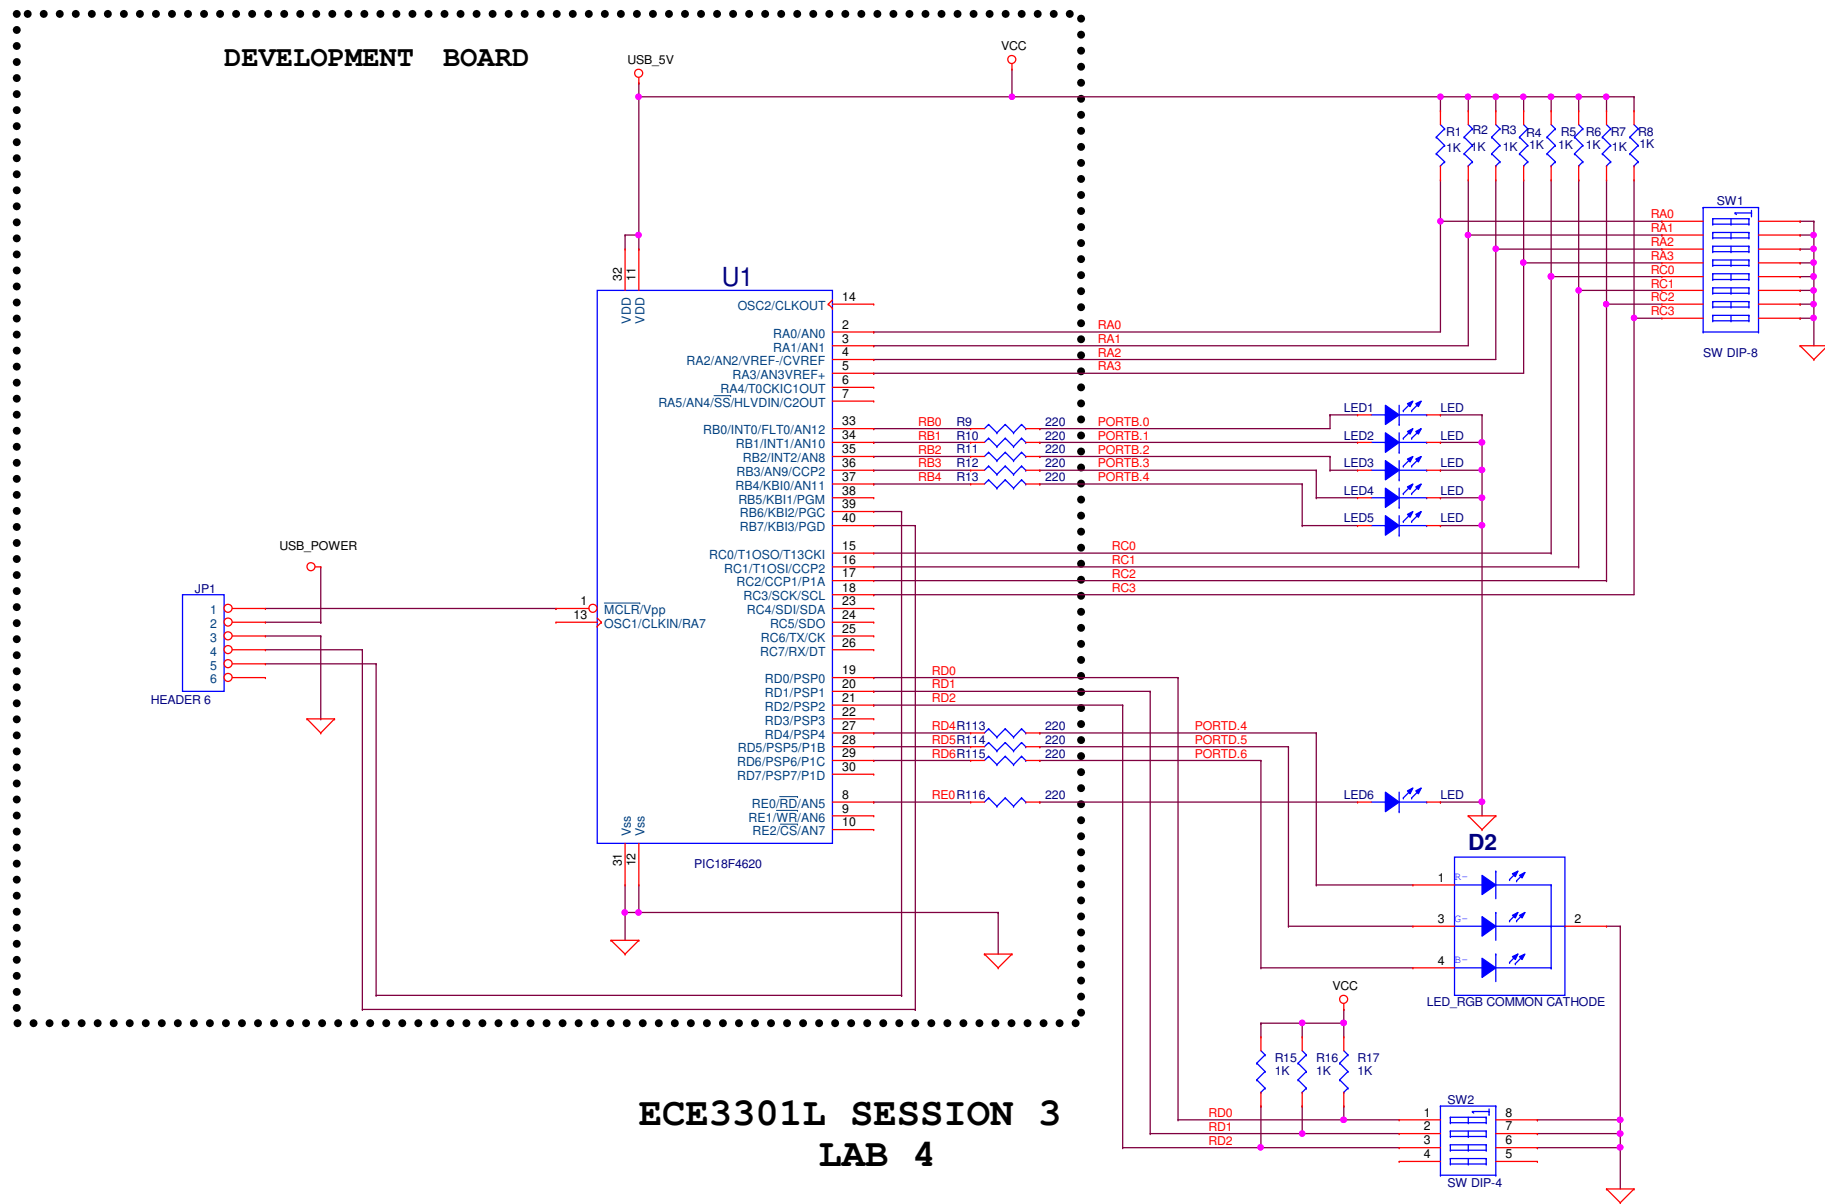 DEVELOPMENT BOARD
USB_5V
VCC
R1 1K
R2 1K
R3 1K
R4 1K
R5 1K
R6 1K
R7 1K
R8 1K
SW1
1
RA0
RA1
RA2
RA3
RC0
RC1
RC2
RC3
SW DIP-8
U1
32
11
VDD
VDD
OSC2/CLKOUT 14
RA0/AN0 2 RA0
RA1/AN1 3 RA1
RA2/AN2/VREF-/CVREF 4 RA2
RA3/AN3VREF+ 5 RA3
RA4/T0CKIC1OUT 6
RA5/AN4/SS/HLVDIN/C2OUT 7
RB0/INT0/FLT0/AN12 33 RB0 R9 220 PORTB.0 LED1 LED
RB1/INT1/AN10 34 RB1 R10 220 PORTB.1 LED2 LED
RB2/INT2/AN8 35 RB2 R11 220 PORTB.2 LED3 LED
RB3/AN9/CCP2 36 RB3 R12 220 PORTB.3 LED4 LED
RB4/KBI0/AN11 37 RB4 R13 220 PORTB.4 LED5 LED
RB5/KBI1/PGM 38
RB6/KBI2/PGC 39
RB7/KBI3/PGD 40
RC0/T1OSO/T13CKI 15 RC0
RC1/T1OSI/CCP2 16 RC1
RC2/CCP1/P1A 17 RC2
RC3/SCK/SCL 18 RC3
RC4/SDI/SDA 23
RC5/SDO 24
RC6/TX/CK 25
RC7/RX/DT 26
USB_POWER
JP1
1
2
3
4
5
6
HEADER 6
1 MCLR/Vpp
13 OSC1/CLKIN/RA7
RD0/PSP0 19 RD0
RD1/PSP1 20 RD1
RD2/PSP2 21 RD2
RD3/PSP3 22
RD4/PSP4 27 RD4 R113 220 PORTD.4
RD5/PSP5/P1B 28 RD5 R114 220 PORTD.5
RD6/PSP6/P1C 29 RD6 R115 220 PORTD.6
RD7/PSP7/P1D 30
RE0/RD/AN5 8 RE0 R116 220 LED6 LED
RE1/WR/AN6 9
RE2/CS/AN7 10
Vss
Vss
31
12
PIC18F4620
D2
1 R-
3 G- 2
4 B-
LED_RGB COMMON CATHODE
VCC
R15 1K
R16 1K
R17 1K
SW2
1
RD0 1 8
RD1 2 7
RD2 3 6
4 5
SW DIP-4
ECE3301L SESSION 3
LAB 4